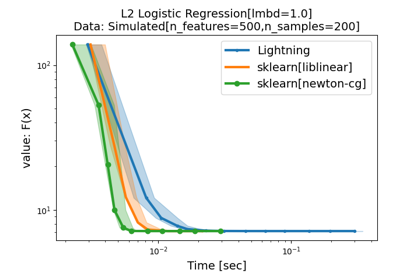 L2 Logistic Regression[lmbd=1.0]
Data: Simulated[n_features=500,n_samples=200]
Lightning
sklearn[liblinear]
sklearn[newton-cg]
value: F(x)
10²
10¹
10⁻²
10⁻¹
Time [sec]